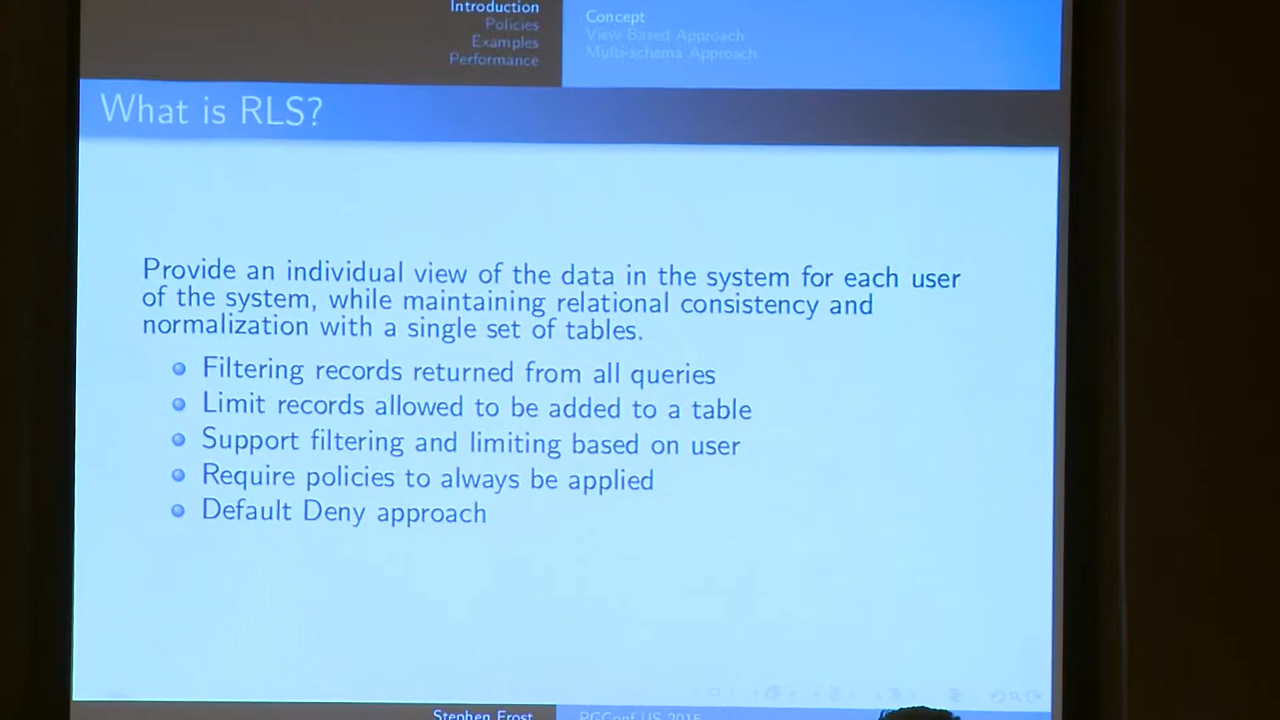 Introduction
Policies
Examples
Performance
Concept
View Based Approach
Multi-schema Approach
What is RLS?
Provide an individual view of the data in the system for each user
of the system, while maintaining relational consistency and
normalization with a single set of tables.
Filtering records returned from all queries
Limit records allowed to be added to a table
Support filtering and limiting based on user
Require policies to always be applied
Default Deny approach
Stephen Frost
PGConf US 2015